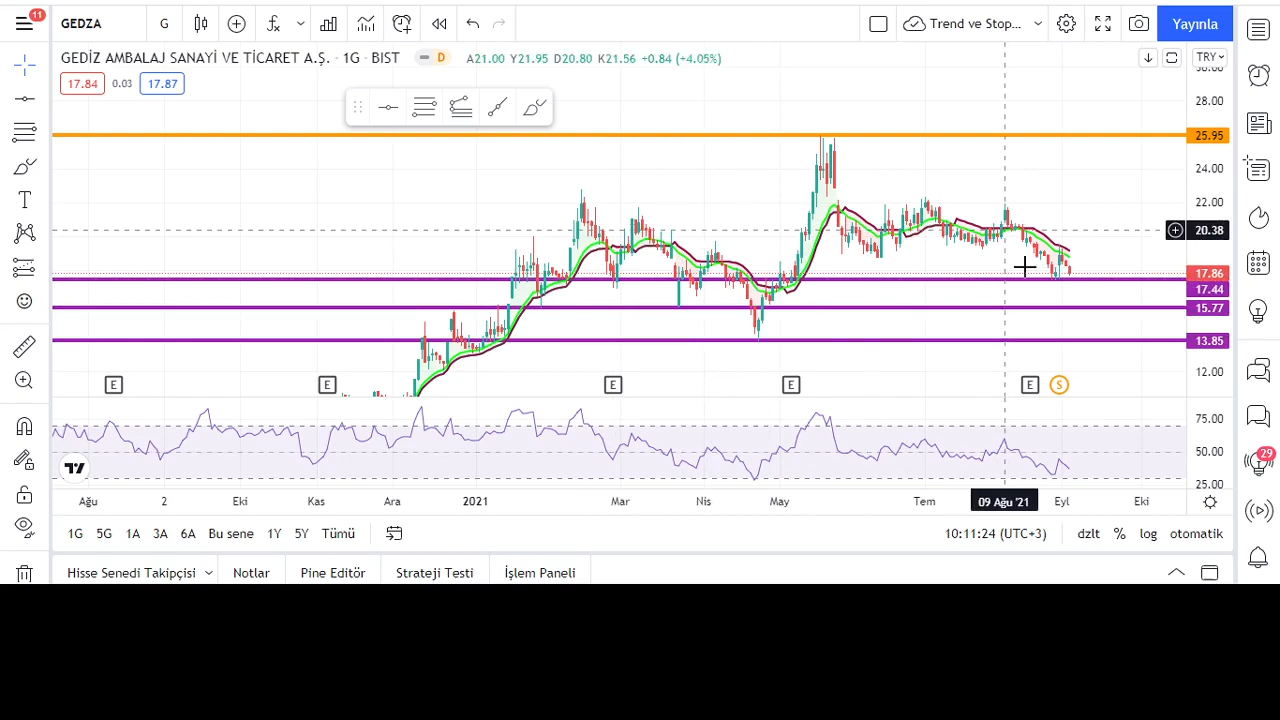 11
GEDZA
G
Trend ve Stop...
Yayınla
GEDİZ AMBALAJ SANAYİ VE TİCARET A.Ş. · 1G · BIST
D
A21.00 Y21.95 D20.80 K21.56 +0.84 (+4.05%)
TRY
17.84
0.03
17.87
30.00
28.00
25.95
24.00
22.00
20.38
17.86
17.44
15.77
13.85
12.00
E
E
E
E
E
S
75.00
50.00
25.00
29
Ağu
2
Eki
Kas
Ara
2021
Mar
Nis
May
Tem
09 Ağu '21
Eyl
Eki
1G
5G
1A
3A
6A
Bu sene
1Y
5Y
Tümü
10:11:24 (UTC+3)
dzlt
%
log
otomatik
Hisse Senedi Takipçisi
Notlar
Pine Editör
Strateji Testi
İşlem Paneli